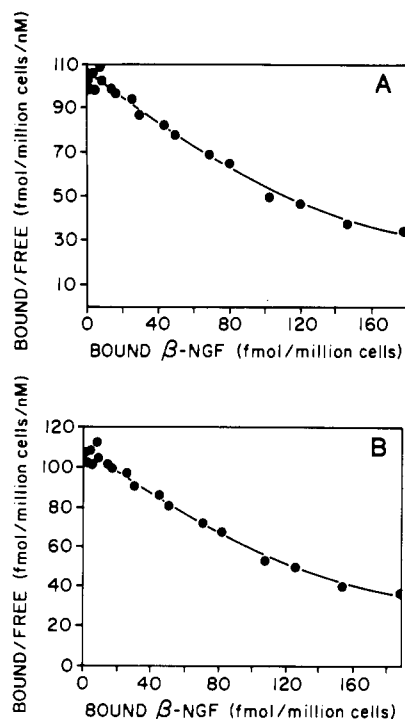 A
BOUND/FREE (fmol/million cells/nM)
110
90
70
50
30
10
0 40 80 120 160
BOUND β-NGF (fmol/million cells)
B
BOUND/FREE (fmol/million cells/nM)
120
100
80
60
40
20
0
0 40 80 120 160
BOUND β-NGF (fmol/million cells)